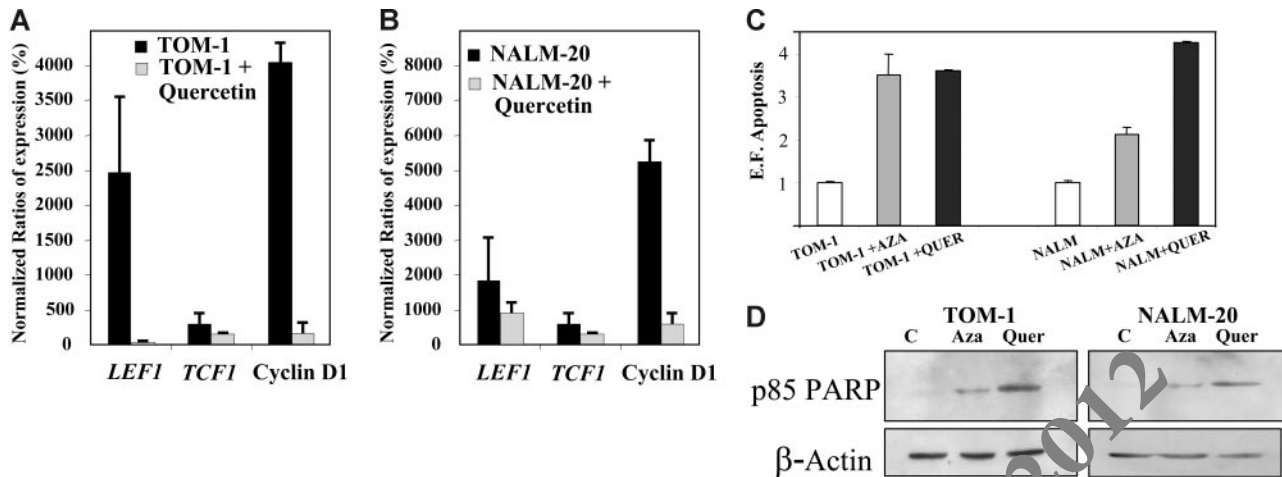 A
Normalized Ratios of expression (%)
4000
3500
3000
2500
2000
1500
1000
500
0
TOM-1
TOM-1 +
Quercetin
LEF1
TCF1
Cyclin D1
B
Normalized Ratios of expression (%)
8000
7000
6000
5000
4000
3000
2000
1000
0
NALM-20
NALM-20 +
Quercetin
LEF1
TCF1
Cyclin D1
C
E.F. Apoptosis
4
3
2
1
TOM-1
TOM-1 +AZA
TOM-1 +QUER
NALM
NALM+AZA
NALM+QUER
D
TOM-1
NALM-20
C Aza Quer
C Aza Quer
p85 PARP
β-Actin
2012